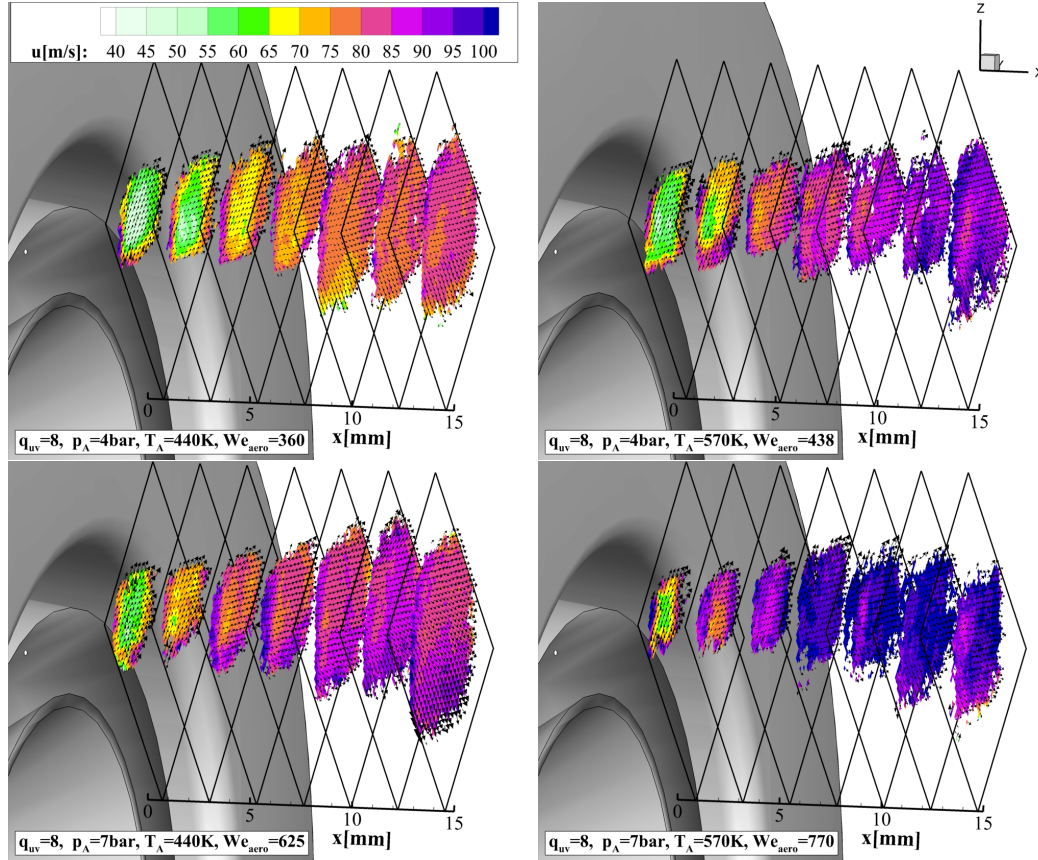 u[m/s]: 40 45 50 55 60 65 70 75 80 85 90 95 100
0 5 10 15
x[mm]
q_uv=8, p_A=4bar, T_A=440K, We_aero=360
Z
X
0 5 10 15
x[mm]
q_uv=8, p_A=4bar, T_A=570K, We_aero=438
0 5 10 15
x[mm]
q_uv=8, p_A=7bar, T_A=440K, We_aero=625
0 5 10 15
x[mm]
q_uv=8, p_A=7bar, T_A=570K, We_aero=770